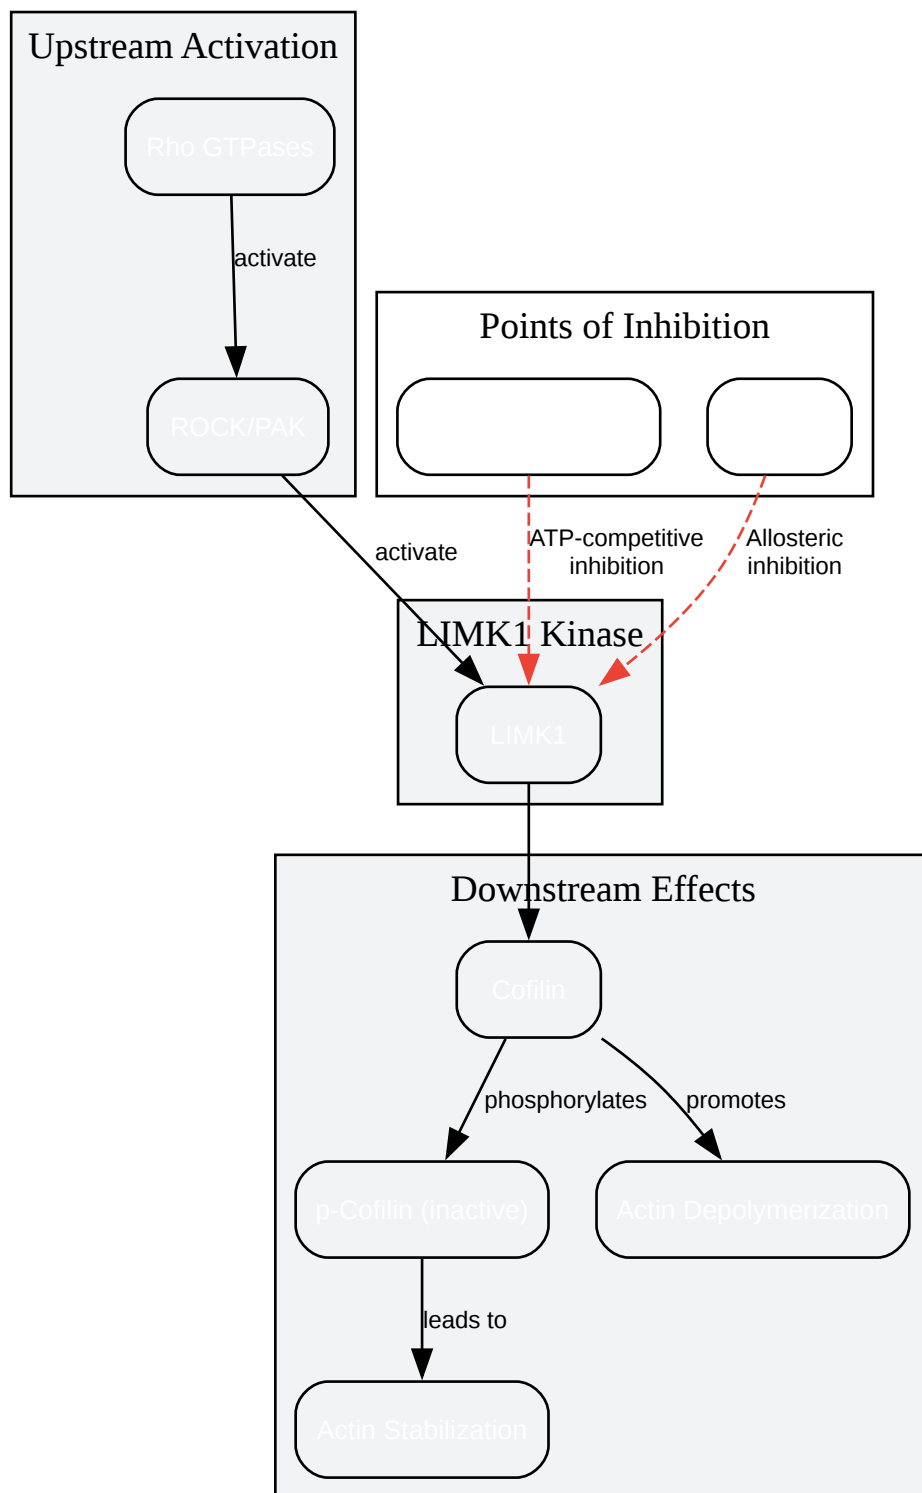 Upstream Activation
Rho GTPases
activate
Points of Inhibition
ROCK/PAK
activate
ATP-competitive
inhibition
Allosteric
inhibition
LIMK1 Kinase
LIMK1
Downstream Effects
Cofilin
phosphorylates
promotes
p-Cofilin (inactive)
Actin Depolymerization
leads to
Actin Stabilization